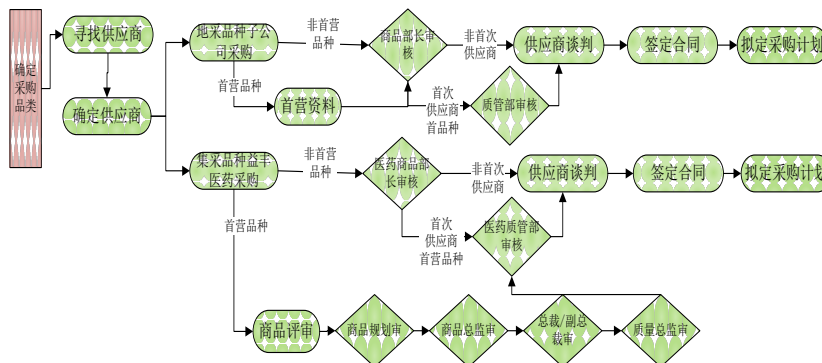 确定
采购
品类
寻找供应商
确定供应商
地采品种子公
司采购
非首营
品种
商品部长审
核
非首次
供应商
供应商谈判
签定合同
拟定采购计划
首营品种
首营资料
首次
供应商
首品种
质管部审核
集采品种益丰
医药采购
非首营
品种
医药商品部
长审核
非首次
供应商
供应商谈判
签定合同
拟定采购计划
首营品种
首次
供应商
首营品种
医药质管部
审核
商品评审
商品规划审
商品总监审
总裁/副总
裁审
质量总监审